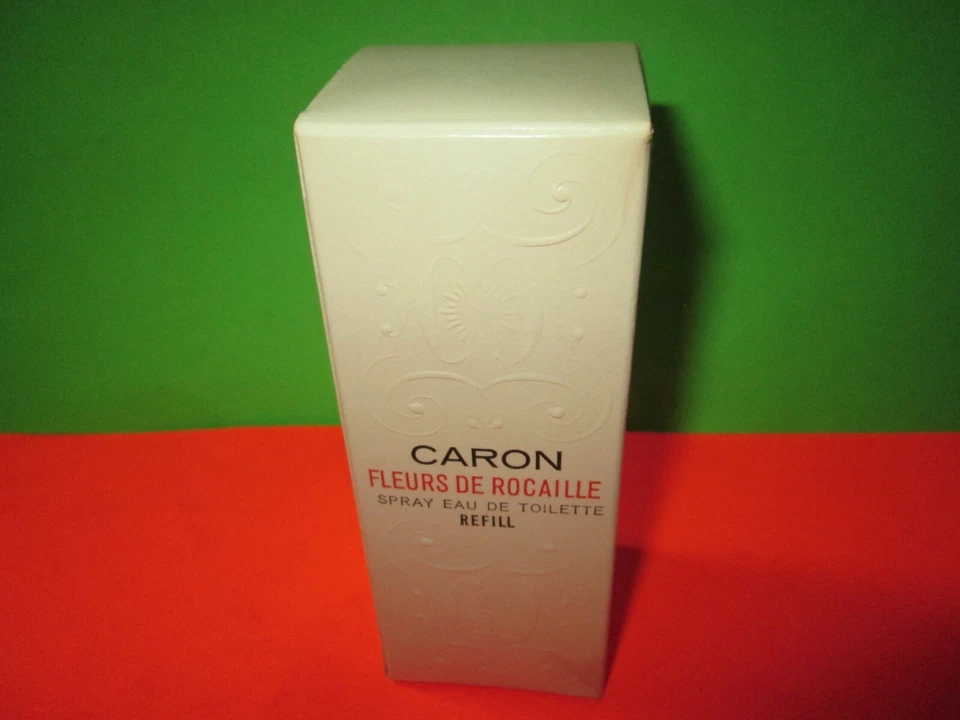 CARON
FLEURS DE ROCAILLE
SPRAY EAU DE TOILETTE
REFILL